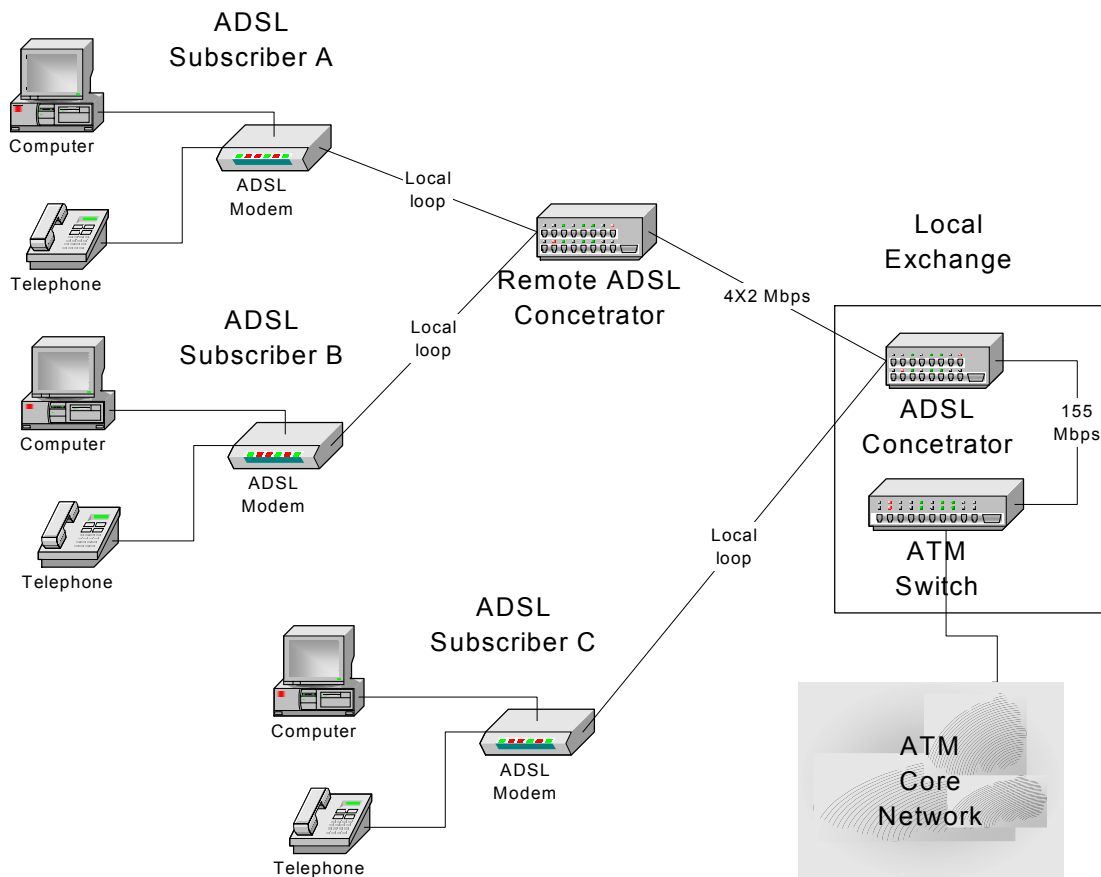 ADSL
Subscriber A
Computer
ADSL
Modem
Telephone
Local
loop
Remote ADSL
Concetrator
ADSL
Subscriber B
Computer
ADSL
Modem
Telephone
Local
loop
4X2 Mbps
Local
Exchange
ADSL
Concetrator
155
Mbps
ATM
Switch
Local
loop
ADSL
Subscriber C
Computer
ADSL
Modem
Telephone
ATM
Core
Network